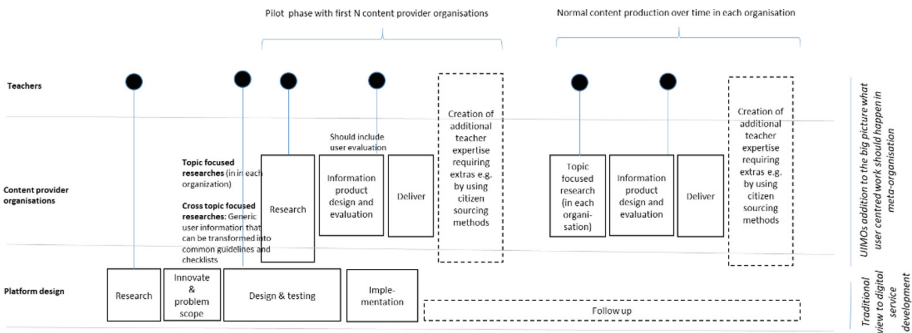 Pilot phase with first N content provider organisations
Normal content production over time in each organisation
Teachers
Should include
user evaluation
Creation of
additional
teacher
expertise
requiring
extras e.g.
by using
citizen
sourcing
methods
Creation of
additional
teacher
expertise
requiring
extras e.g.
by using
citizen
sourcing
methods
Content provider
organisations
Topic focused
researches (in in each
organization)
Cross topic focused
researches: Generic
user information that
can be transformed into
common guidelines and
checklists
Research
Information
product
design and
evaluation
Deliver
Topic
focused
research
(in each
organi-
sation)
Information
product
design and
evaluation
Deliver
Platform design
Research
Innovate
&
problem
scope
Design & testing
Imple-
mentation
Follow up
UIMOs addition to the big picture what
user centred work should happen in
meta-organisation
Traditional
view to digital
service
development